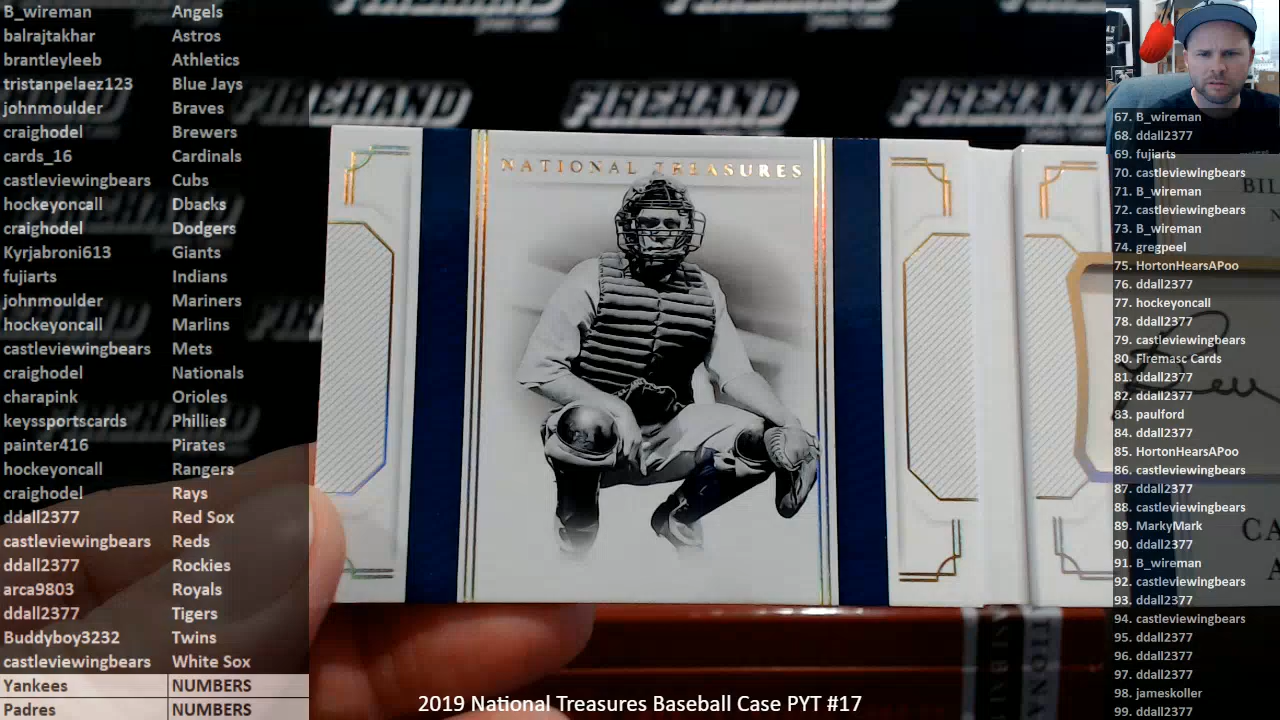 B_wireman Angels
balrajtakhar Astros
brantleyleeb Athletics
tristanpelaez123 Blue Jays
johnmoulder Braves
craighodel Brewers
cards_16 Cardinals
castleviewingbears Cubs
hockeyoncall Dbacks
craighodel Dodgers
Kyrjabroni613 Giants
fujiarts Indians
johnmoulder Mariners
hockeyoncall Marlins
castleviewingbears Mets
craighodel Nationals
charapink Orioles
keyssportscards Phillies
painter416 Pirates
hockeyoncall Rangers
craighodel Rays
ddall2377 Red Sox
castleviewingbears Reds
ddall2377 Rockies
arca9803 Royals
ddall2377 Tigers
Buddyboy3232 Twins
castleviewingbears White Sox
Yankees NUMBERS
Padres NUMBERS
FIREHAND FIREHAND FIREHAND
NATIONAL TREASURES
BIL
N
CA
A
2019 National Treasures Baseball Case PYT #17
67. B_wireman
68. ddall2377
69. fujiarts
70. castleviewingbears
71. B_wireman
72. castleviewingbears
73. B_wireman
74. gregpeel
75. HortonHearsAPoo
76. ddall2377
77. hockeyoncall
78. ddall2377
79. castleviewingbears
80. Firemasc Cards
81. ddall2377
82. ddall2377
83. paulford
84. ddall2377
85. HortonHearsAPoo
86. castleviewingbears
87. ddall2377
88. castleviewingbears
89. MarkyMark
90. ddall2377
91. B_wireman
92. castleviewingbears
93. ddall2377
94. castleviewingbears
95. ddall2377
96. ddall2377
97. ddall2377
98. jameskoller
99. ddall2377